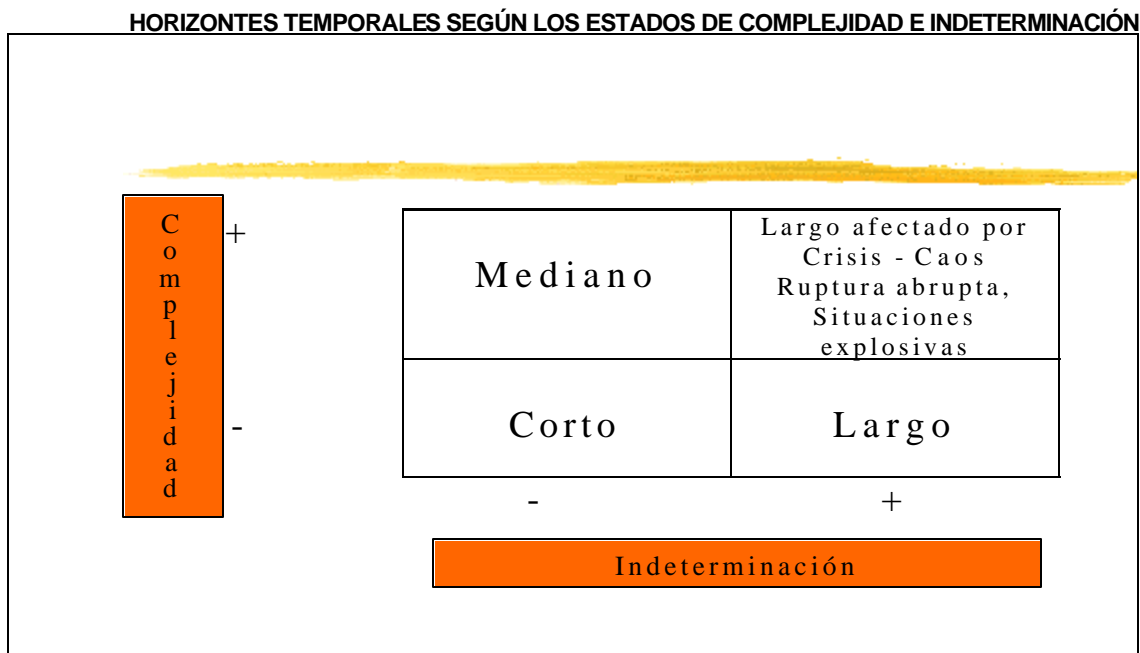 HORIZONTES TEMPORALES SEGÚN LOS ESTADOS DE COMPLEJIDAD E INDETERMINACIÓN
Complejidad
+
Mediano
Largo afectado por
Crisis - Caos
Ruptura abrupta,
Situaciones
explosivas
-
Corto
Largo
- +
Indeterminación